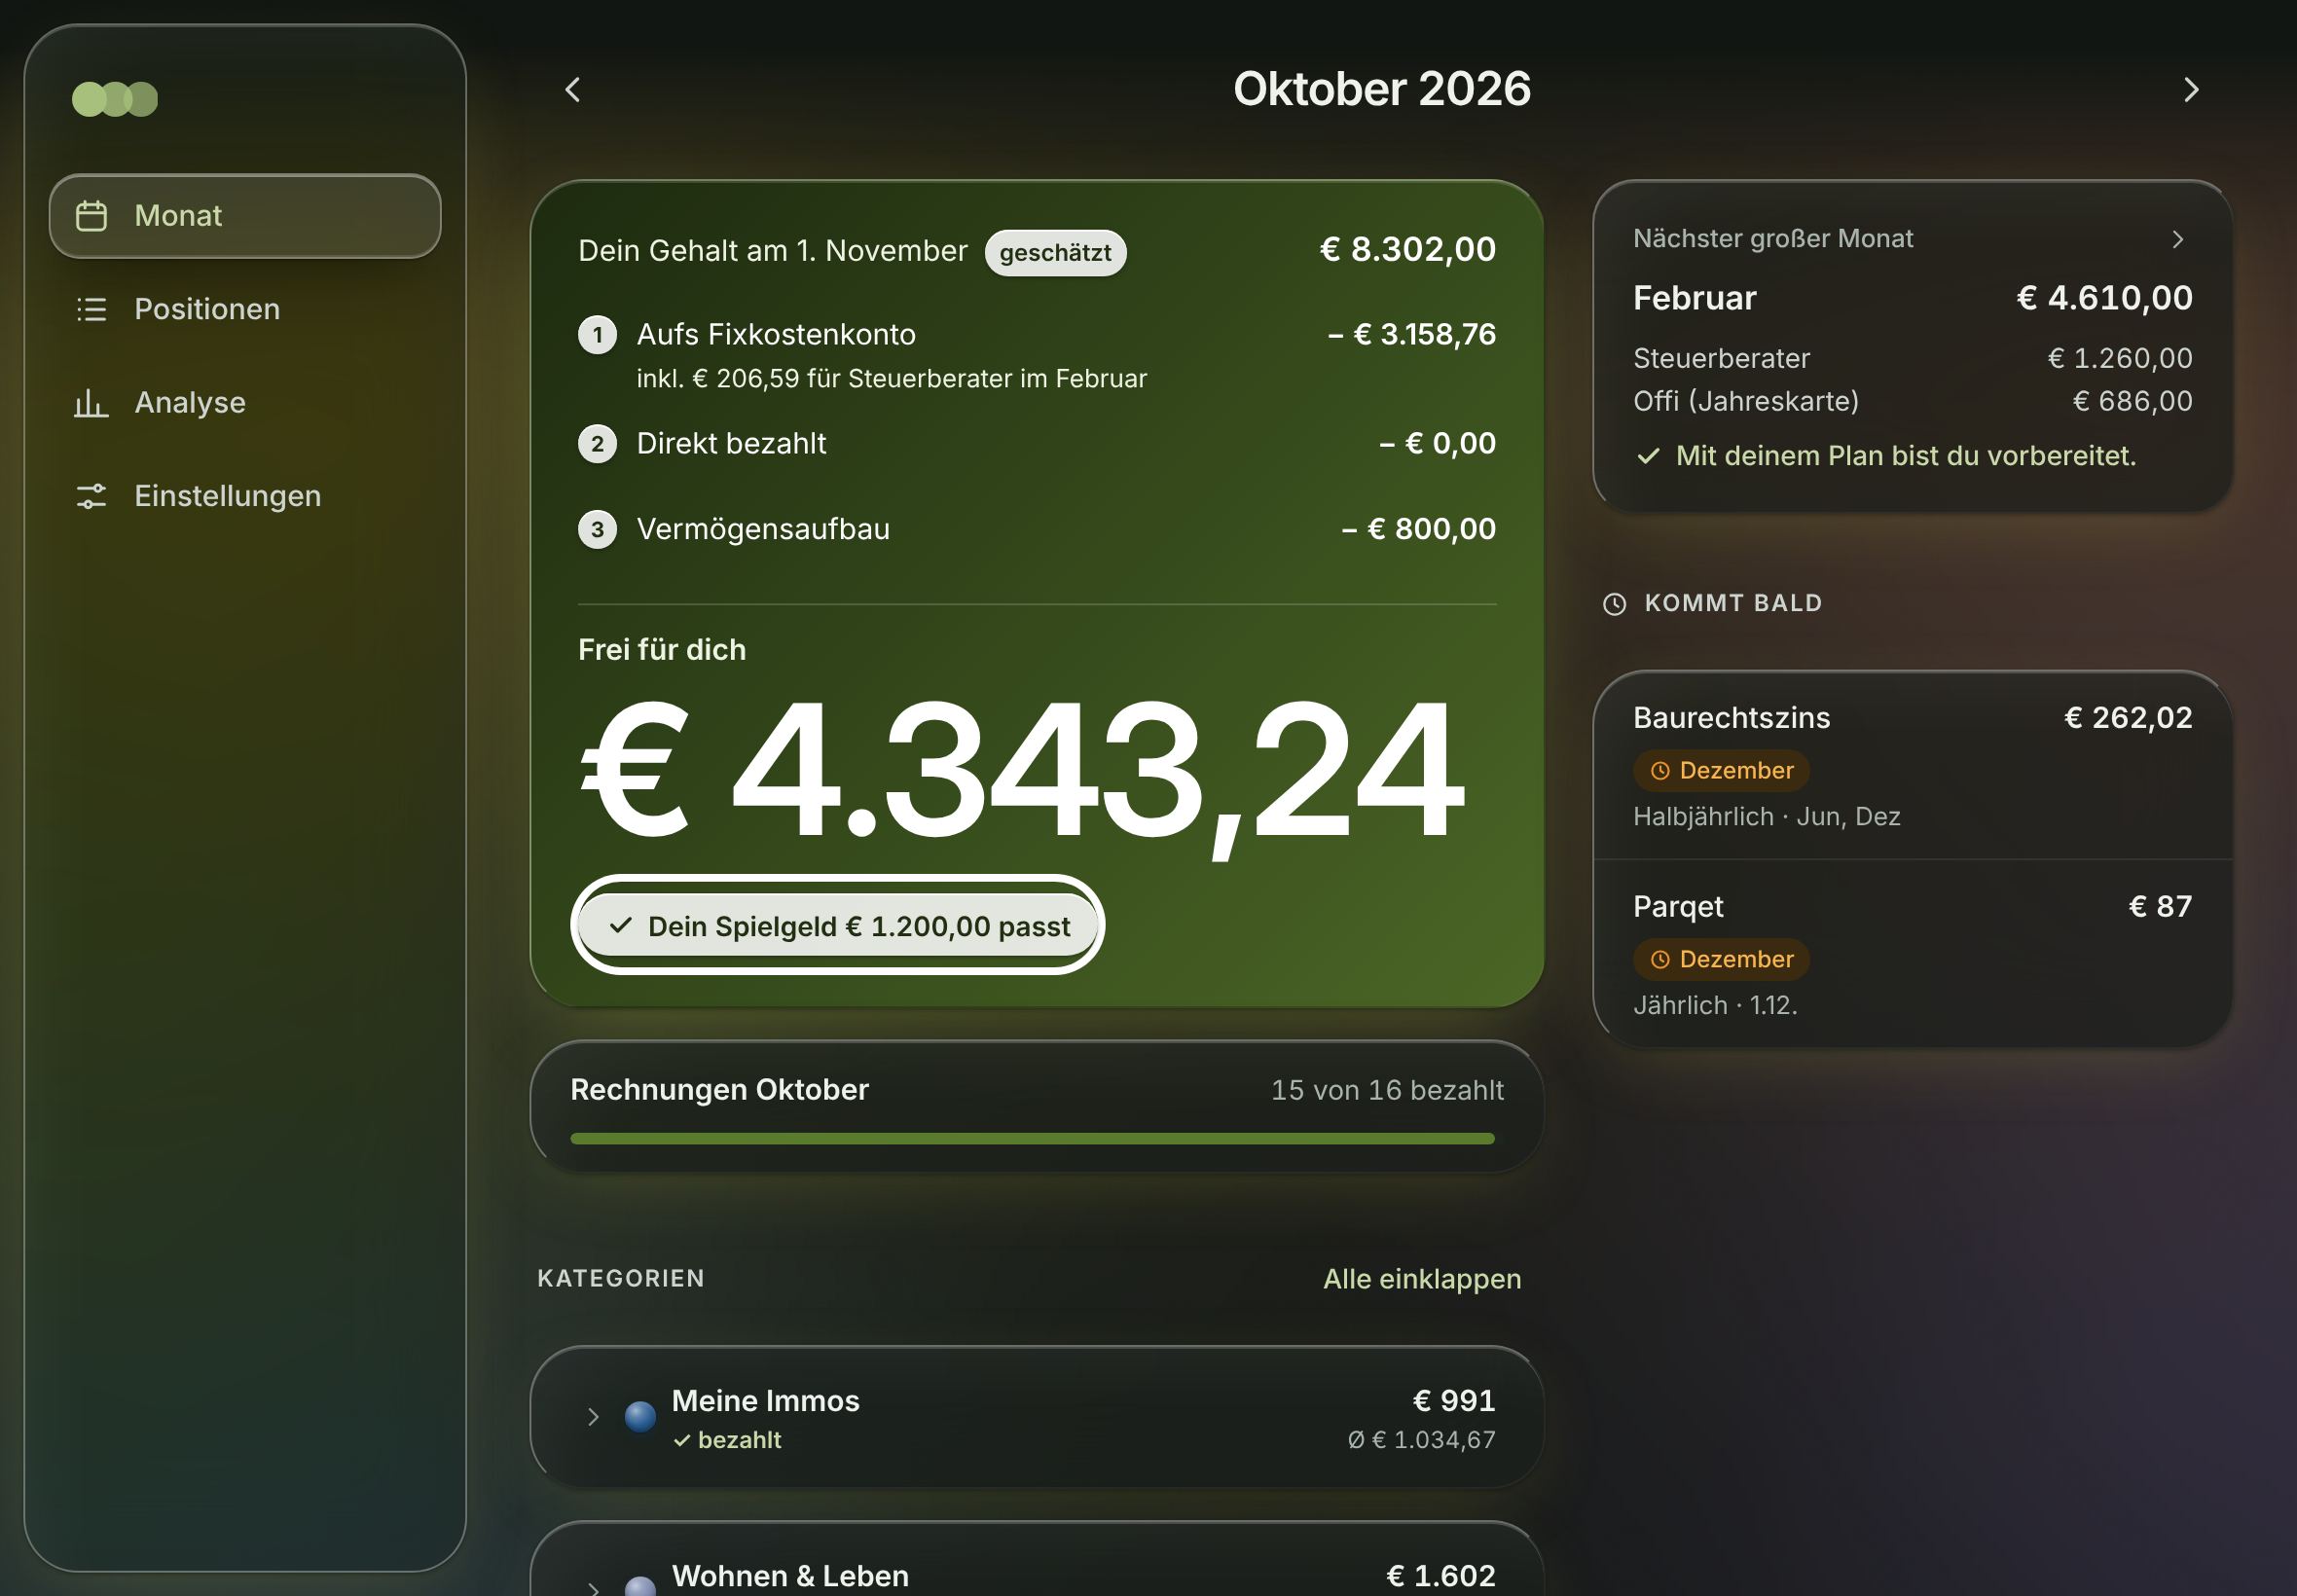 Monat
Positionen
Analyse
Einstellungen
Oktober 2026
Dein Gehalt am 1. November geschätzt € 8.302,00
1 Aufs Fixkostenkonto – € 3.158,76
inkl. € 206,59 für Steuerberater im Februar
2 Direkt bezahlt – € 0,00
3 Vermögensaufbau – € 800,00
Frei für dich
€ 4.343,24
Dein Spielgeld € 1.200,00 passt
Rechnungen Oktober 15 von 16 bezahlt
KATEGORIEN Alle einklappen
Meine Immos € 991
bezahlt Ø € 1.034,67
Wohnen & Leben € 1.602
Nächster großer Monat
Februar € 4.610,00
Steuerberater € 1.260,00
Offi (Jahreskarte) € 686,00
Mit deinem Plan bist du vorbereitet.
KOMMT BALD
Baurechtszins € 262,02
Dezember
Halbjährlich · Jun, Dez
Parqet € 87
Dezember
Jährlich · 1.12.